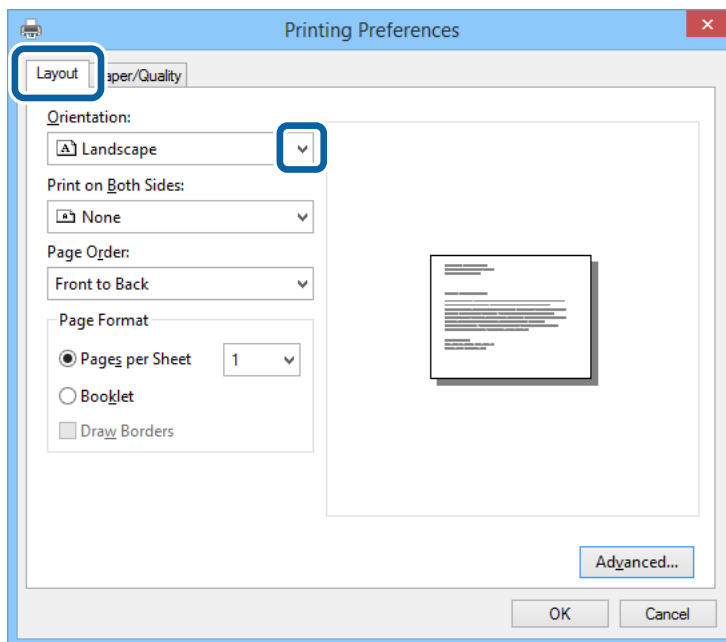 Printing Preferences
Layout
aper/Quality
Orientation:
A Landscape
Print on Both Sides:
None
Page Order:
Front to Back
Page Format
Pages per Sheet 1
Booklet
Draw Borders
Advanced...
OK Cancel